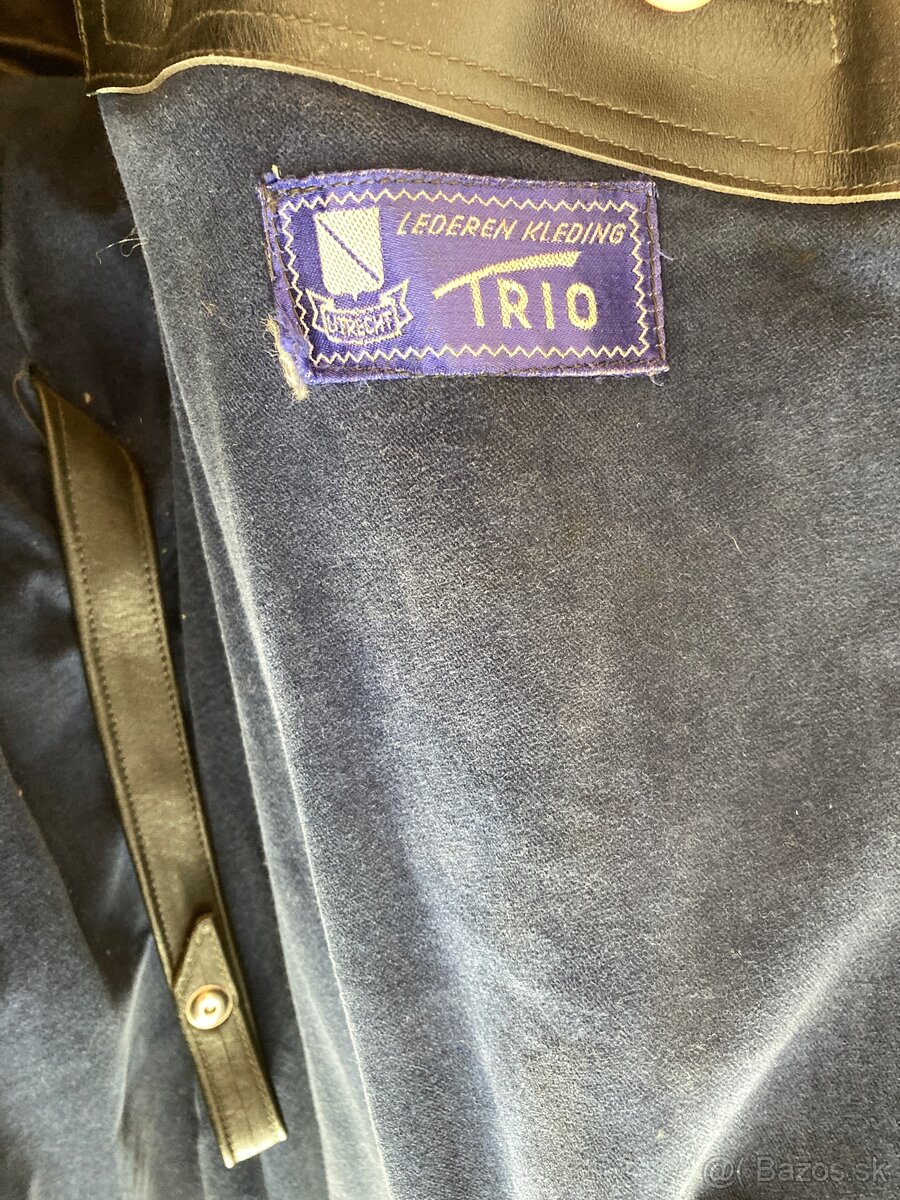 LEDEREN KLEDING
TRIO
UTRECHT
@( Bazos.sk